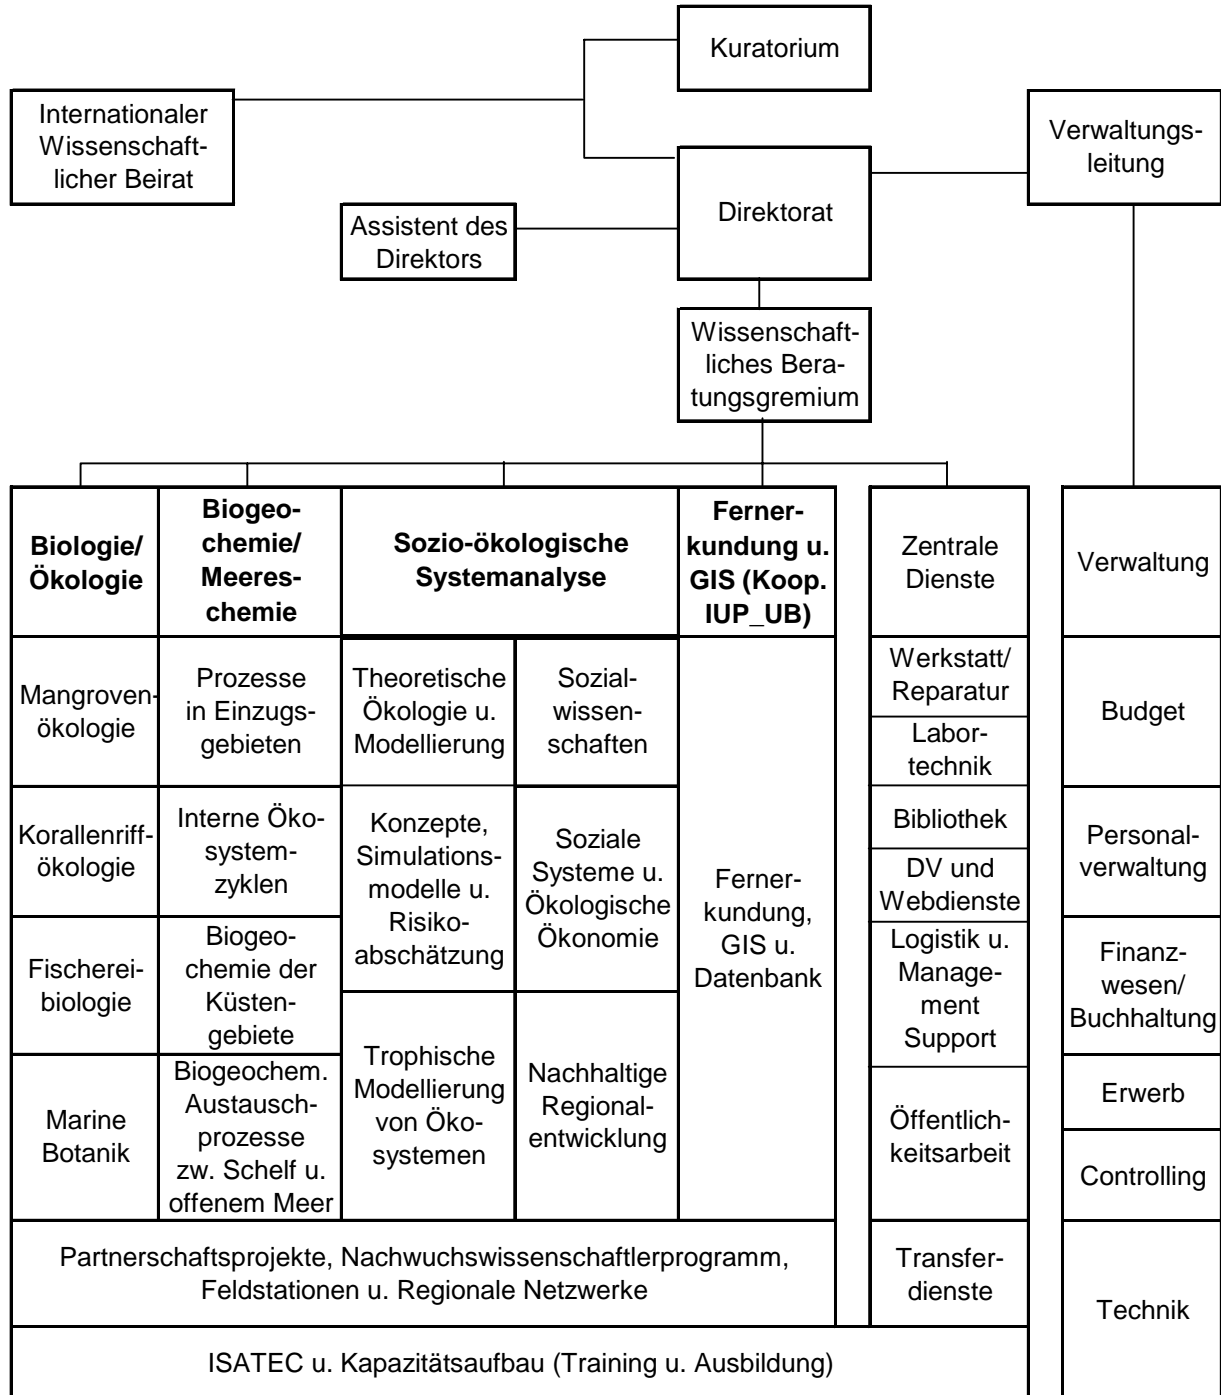 Kuratorium
Internationaler
Wissenschaft-
licher Beirat
Verwaltungs-
leitung
Direktorat
Assistent des
Direktors
Wissenschaft-
liches Bera-
tungsgremium
Biologie/
Ökologie
Biogeo-
chemie/
Meeres-
chemie
Sozio-ökologische
Systemanalyse
Ferner-
kundung u.
GIS (Koop.
IUP_UB)
Zentrale
Dienste
Verwaltung
Mangroven-
ökologie
Prozesse
in Einzugs-
gebieten
Theoretische
Ökologie u.
Modellierung
Sozial-
wissen-
schaften
Werkstatt/
Reparatur
Labor-
technik
Budget
Korallenriff-
ökologie
Interne Öko-
system-
zyklen
Konzepte,
Simulations-
modelle u.
Risiko-
abschätzung
Soziale
Systeme u.
Ökologische
Ökonomie
Ferner-
kundung,
GIS u.
Datenbank
Bibliothek
DV und
Webdienste
Personal-
verwaltung
Fischerei-
biologie
Biogeo-
chemie der
Küsten-
gebiete
Logistik u.
Manage-
ment
Support
Finanz-
wesen/
Buchhaltung
Marine
Botanik
Biogeochem.
Austausch-
prozesse
zw. Schelf u.
offenem Meer
Trophische
Modellierung
von Öko-
systemen
Nachhaltige
Regional-
entwicklung
Öffentlich-
keitsarbeit
Erwerb
Controlling
Partnerschaftsprojekte, Nachwuchswissenschaftlerprogramm,
Feldstationen u. Regionale Netzwerke
Transfer-
dienste
Technik
ISATEC u. Kapazitätsaufbau (Training u. Ausbildung)